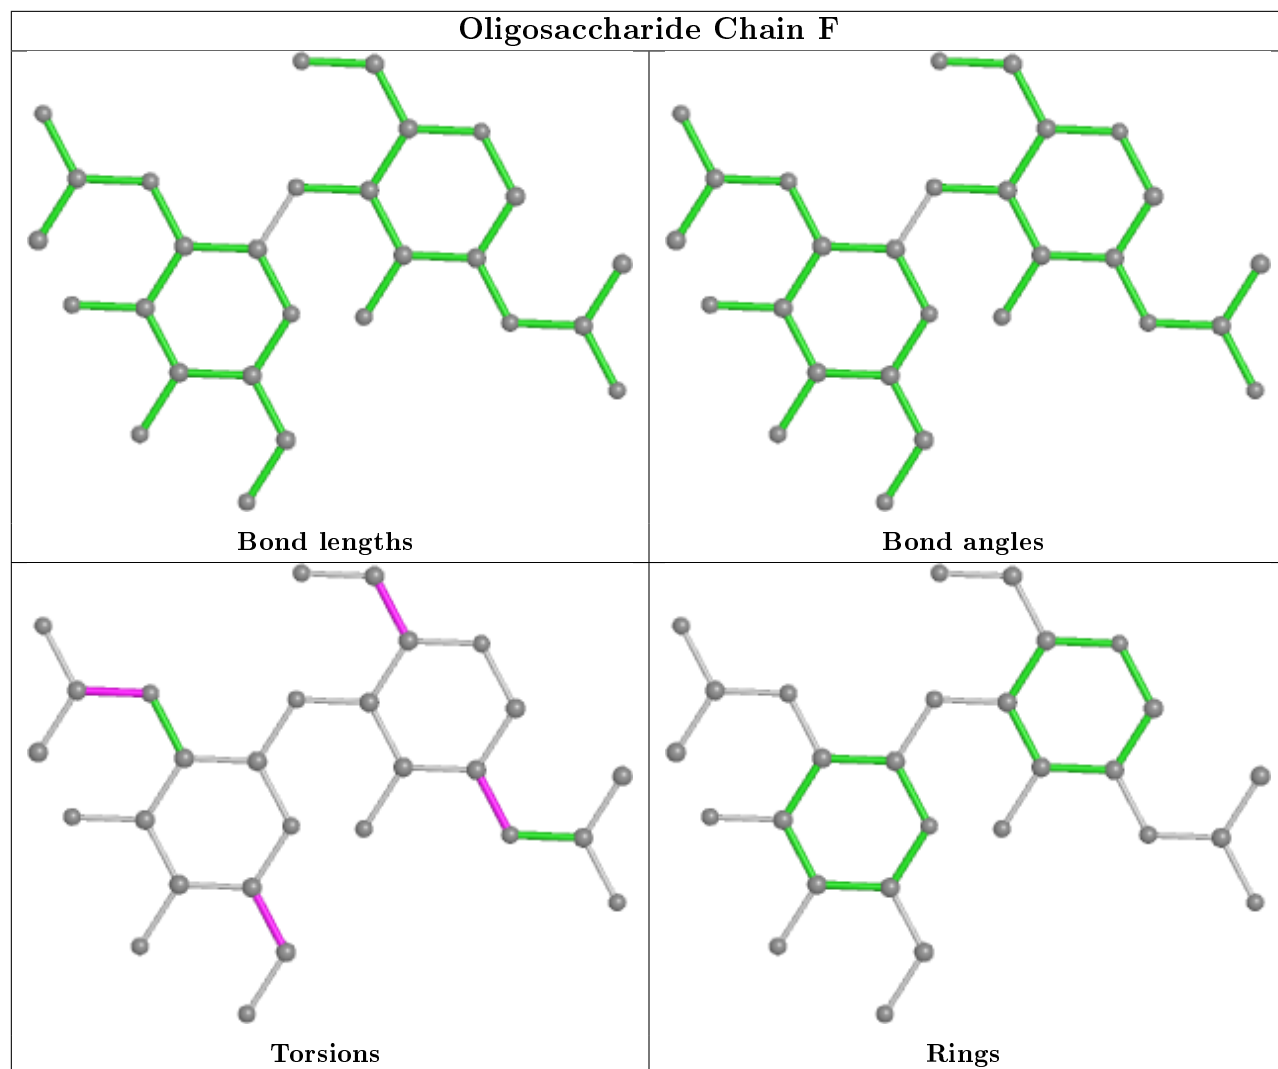 Oligosaccharide Chain F
Bond lengths
Bond angles
Torsions
Rings